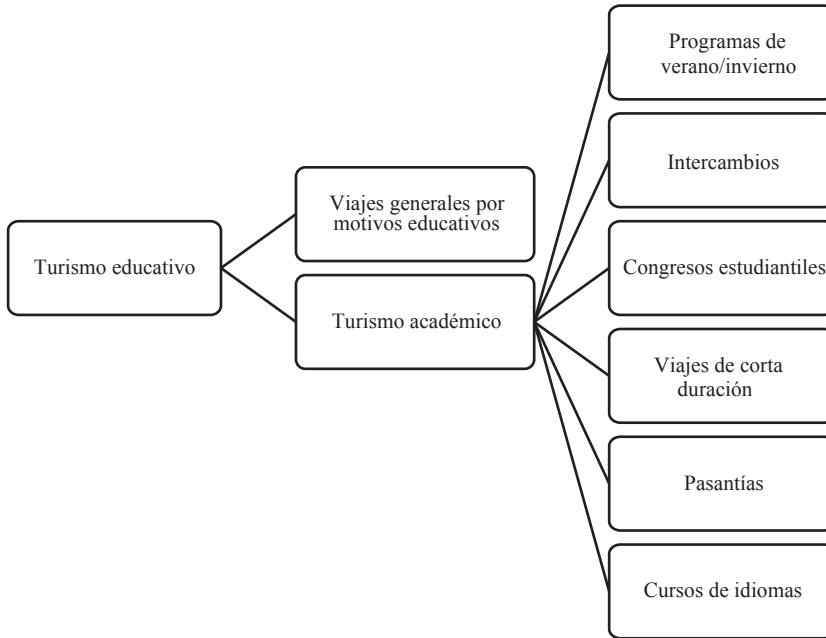 Turismo educativo
Viajes generales por
motivos educativos
Turismo académico
Programas de
verano/invierno
Intercambios
Congresos estudiantiles
Viajes de corta
duración
Pasantías
Cursos de idiomas